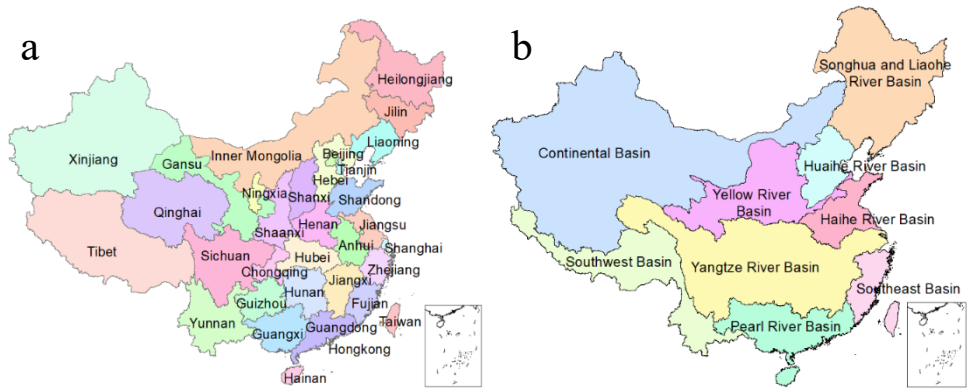 a
Heilongjiang
Jilin
Liaoning
Xinjiang
Gansu
Inner Mongolia
Beijing
Tianjin
Hebei
Ningxia
Shanxi
Shandong
Qinghai
Henan
Jiangsu
Shaanxi
Tibet
Anhui
Shanghai
Sichuan
Hubei
Chongqing
Zhejiang
Jiangxi
Hunan
Guizhou
Fujian
Yunnan
Guangdong
Taiwan
Guangxi
Hongkong
Hainan
b
Songhua and Liaohe
River Basin
Continental Basin
Huaihe River Basin
Yellow River
Basin
Haihe River Basin
Southwest Basin
Yangtze River Basin
Southeast Basin
Pearl River Basin